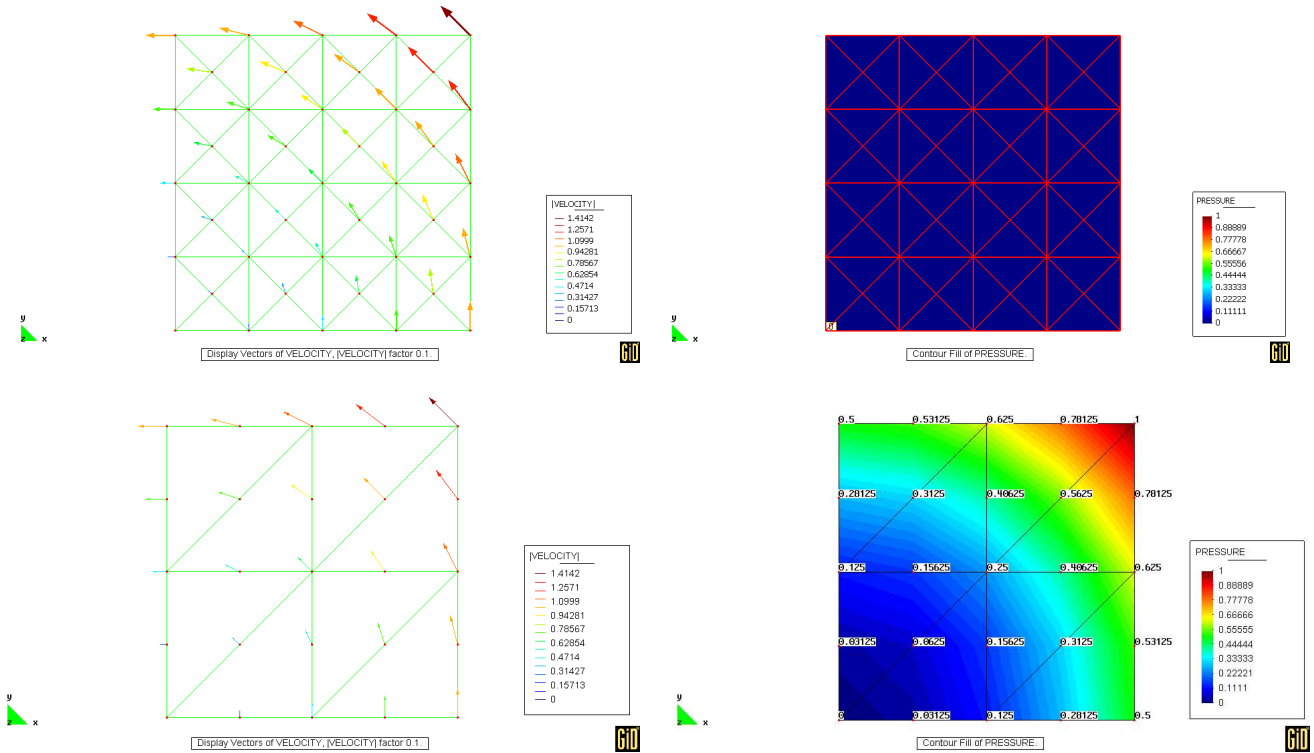 |VELOCITY|
1.4142
1.2571
1.0999
0.94281
0.78567
0.62854
0.4714
0.31427
0.15713
0
y
z x
Display Vectors of VELOCITY, |VELOCITY| factor 0.1.
GiD
PRESSURE
1
0.88889
0.77778
0.66667
0.55556
0.44444
0.33333
0.22222
0.11111
0
y
z x
Contour Fill of PRESSURE.
GiD
|VELOCITY|
1.4142
1.2571
1.0999
0.94281
0.78567
0.62854
0.4714
0.31427
0.15713
0
y
z x
Display Vectors of VELOCITY, |VELOCITY| factor 0.1.
GiD
0.5 0.53125 0.625 0.78125 1
0.28125 0.3125 0.40625 0.5625 0.78125
0.125 0.15625 0.25 0.40625 0.625
0.03125 0.0625 0.15625 0.3125 0.53125
0 0.03125 0.125 0.28125 0.5
PRESSURE
1
0.88889
0.77778
0.66666
0.55555
0.44444
0.33333
0.22221
0.1111
0
y
z x
Contour Fill of PRESSURE.
GiD